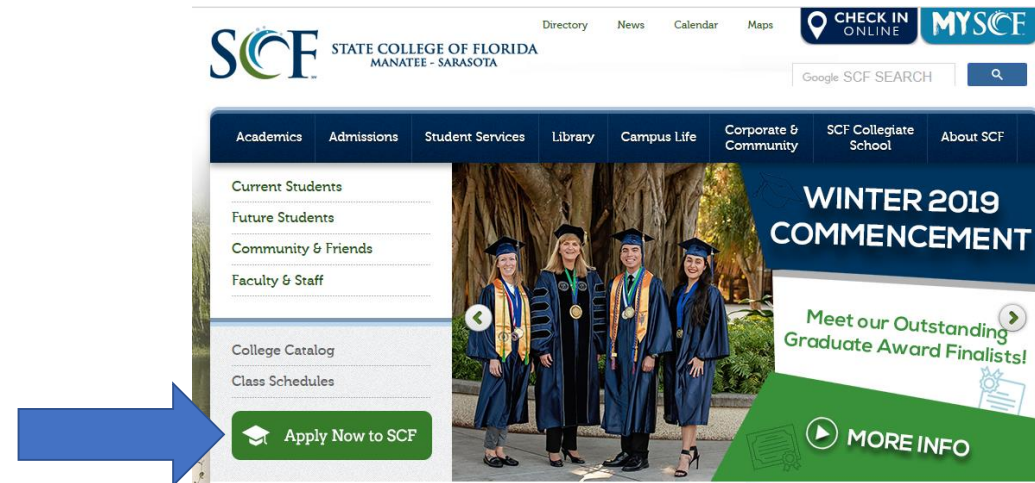 Directory News Calendar Maps
CHECK IN
ONLINE
MYSCF
SCF
STATE COLLEGE OF FLORIDA
MANATEE - SARASOTA
Google SCF SEARCH
Academics Admissions Student Services Library Campus Life Corporate & Community SCF Collegiate School About SCF
Current Students
Future Students
Community & Friends
Faculty & Staff
College Catalog
Class Schedules
Apply Now to SCF
WINTER 2019
COMMENCEMENT
Meet our Outstanding
Graduate Award Finalists!
MORE INFO